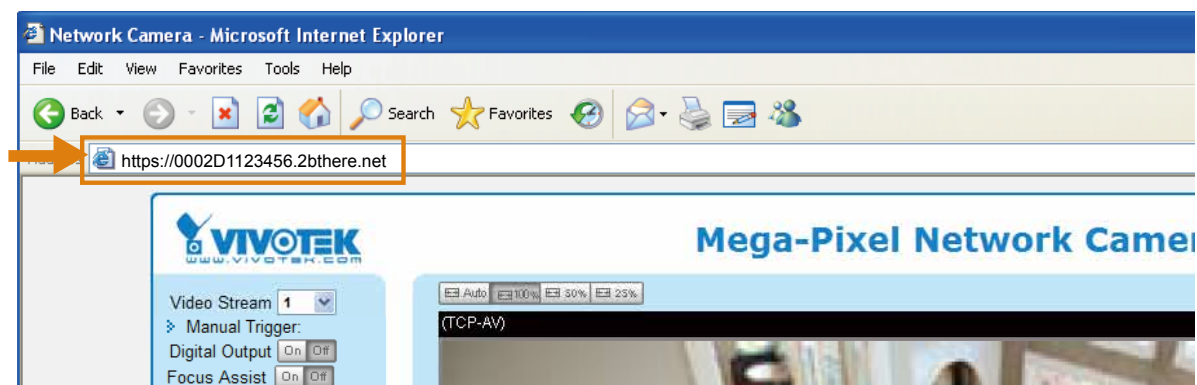 Network Camera - Microsoft Internet Explorer
File Edit View Favorites Tools Help
Back Search Favorites
https://0002D1123456.2bthere.net
VIVOTEK
www.vivotek.com
Mega-Pixel Network Camer
Auto 100% 50% 25%
Video Stream 1
(TCP-AV)
Manual Trigger:
Digital Output On Off
Focus Assist On Off